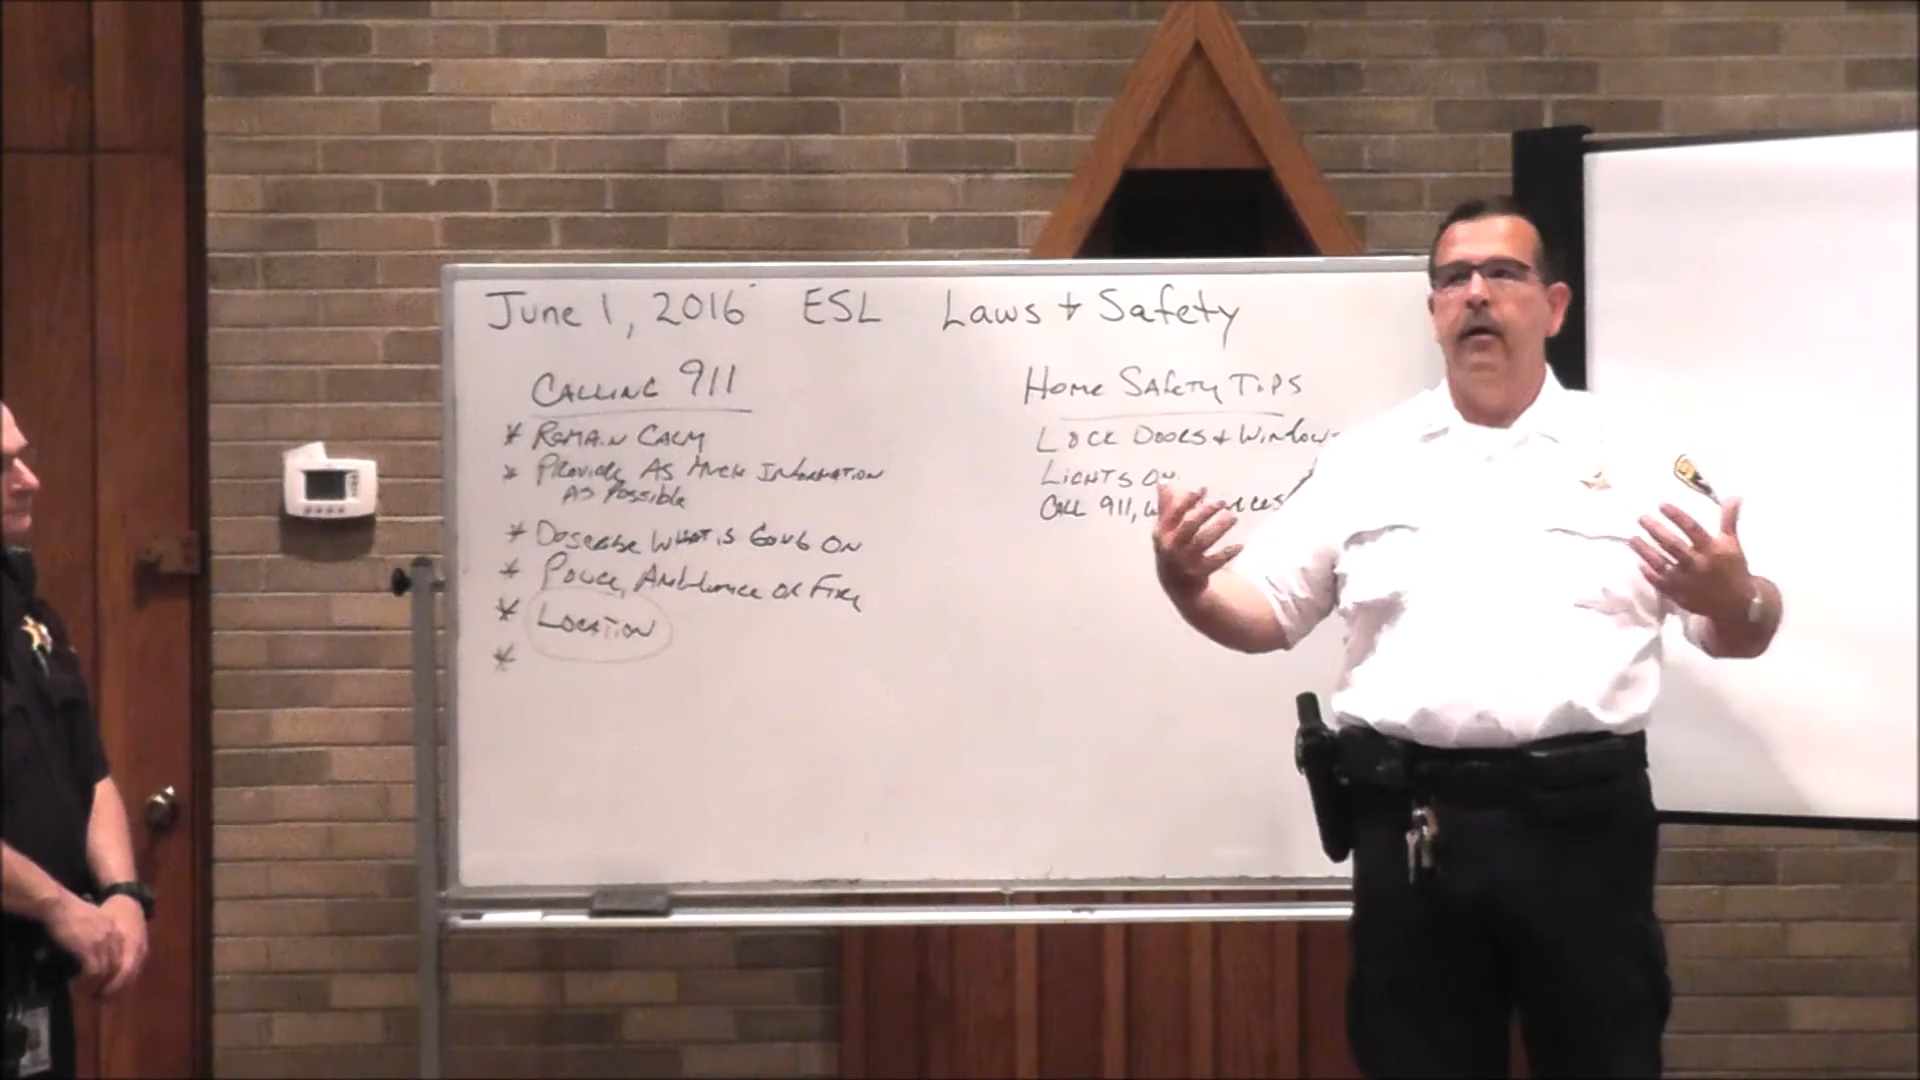 June 1, 2016 ESL Laws + Safety
CALLING 911
* REMAIN CALM
* PROVIDE AS MUCH INFORMATION
AS POSSIBLE
* DESCRIBE WHAT IS GOING ON
* POLICE, AMBULANCE OR FIRE
* LOCATION
*
HOME SAFETY TIPS
LOCK DOORS + WINDOWS
LIGHTS ON
CALL 911,